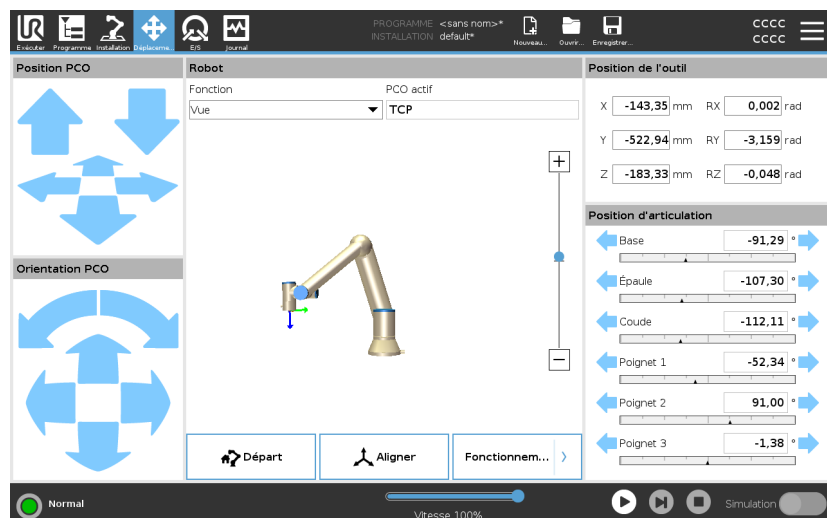 UR
Exécuter
Programme
Installation
Déplaceme...
E/S
Journal
PROGRAMME <sans nom>*
INSTALLATION default*
Nouveau...
Ouvrir...
Enregistrer...
CCCC
CCCC
Position PCO
Robot
Position de l'outil
Fonction
PCO actif
Vue
TCP
X -143,35 mm RX 0,002 rad
Y -522,94 mm RY -3,159 rad
Z -183,33 mm RZ -0,048 rad
Position d'articulation
Base -91,29 °
Épaule -107,30 °
Coude -112,11 °
Poignet 1 -52,34 °
Poignet 2 91,00 °
Poignet 3 -1,38 °
Orientation PCO
Départ
Aligner
Fonctionnem...
Normal
Vitesse 100%
Simulation